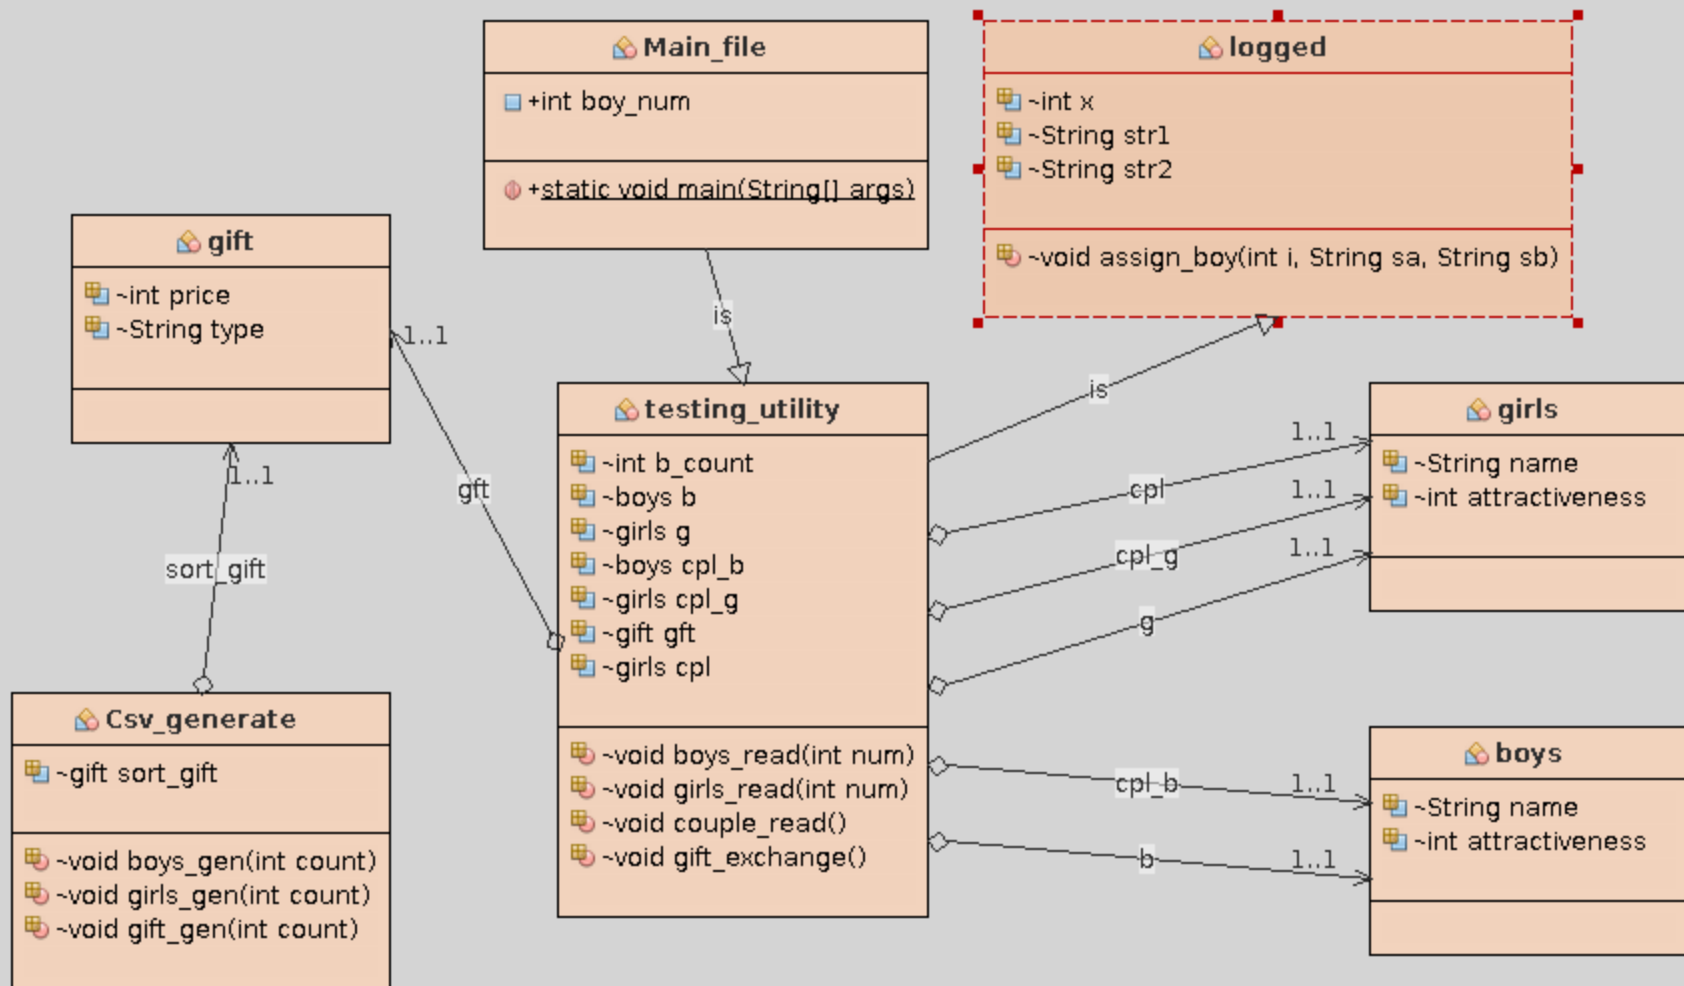 Main_file
+int boy_num
+static void main(String[] args)
logged
~int x
~String str1
~String str2
~void assign_boy(int i, String sa, String sb)
gift
~int price
~String type
1..1
is
is
1..1
sort_gift
gft
testing_utility
~int b_count
~boys b
~girls g
~boys cpl_b
~girls cpl_g
~gift gft
~girls cpl
~void boys_read(int num)
~void girls_read(int num)
~void couple_read()
~void gift_exchange()
cpl
1..1
cpl_g
1..1
g
1..1
girls
~String name
~int attractiveness
cpl_b
1..1
b
1..1
boys
~String name
~int attractiveness
Csv_generate
~gift sort_gift
~void boys_gen(int count)
~void girls_gen(int count)
~void gift_gen(int count)